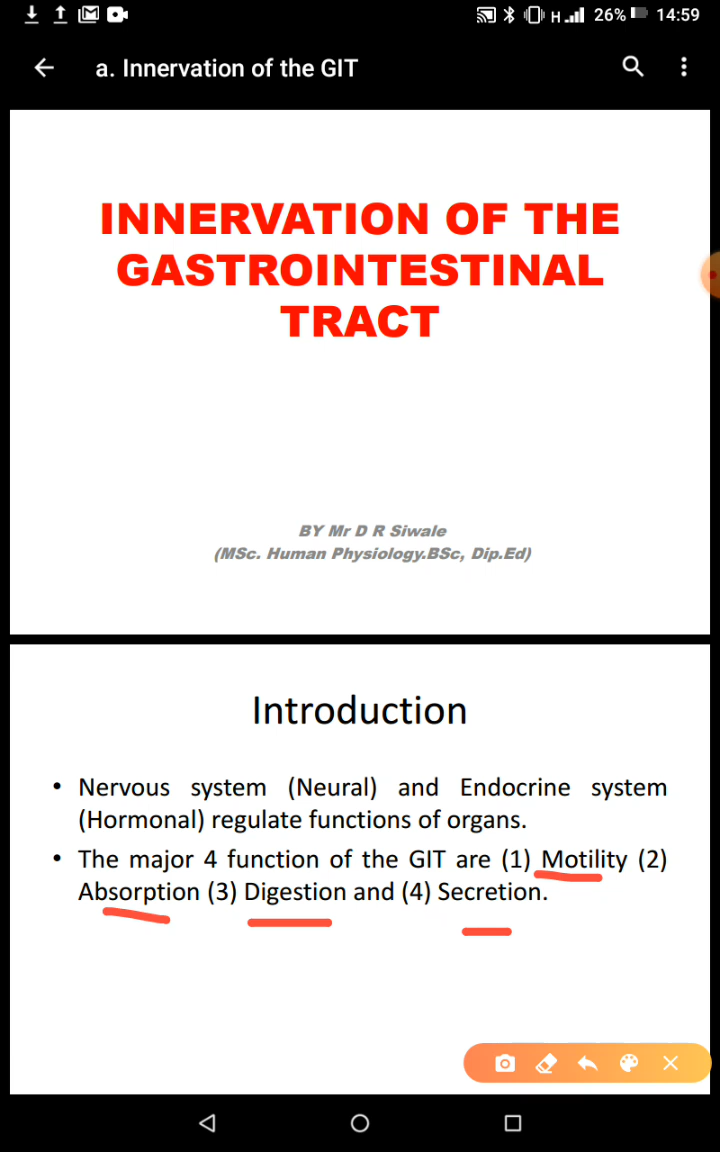 H 26% 14:59
a. Innervation of the GIT
INNERVATION OF THE
GASTROINTESTINAL
TRACT
BY Mr D R Siwale
(MSc. Human Physiology.BSc, Dip.Ed)
Introduction
• Nervous system (Neural) and Endocrine system
(Hormonal) regulate functions of organs.
• The major 4 function of the GIT are (1) Motility (2)
Absorption (3) Digestion and (4) Secretion.